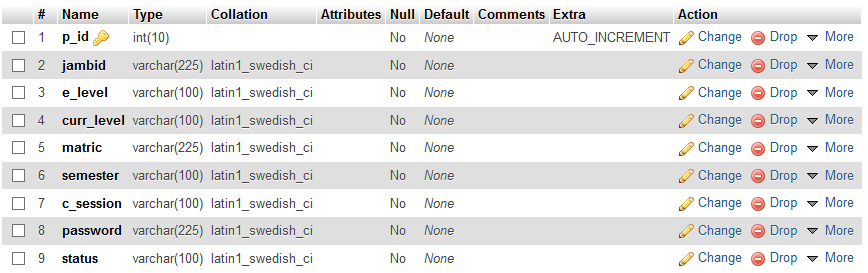 # Name Type Collation Attributes Null Default Comments Extra Action
1 p_id int(10) No None AUTO_INCREMENT Change Drop More
2 jambid varchar(225) latin1_swedish_ci No None Change Drop More
3 e_level varchar(100) latin1_swedish_ci No None Change Drop More
4 curr_level varchar(100) latin1_swedish_ci No None Change Drop More
5 matric varchar(225) latin1_swedish_ci No None Change Drop More
6 semester varchar(100) latin1_swedish_ci No None Change Drop More
7 c_session varchar(100) latin1_swedish_ci No None Change Drop More
8 password varchar(225) latin1_swedish_ci No None Change Drop More
9 status varchar(100) latin1_swedish_ci No None Change Drop More